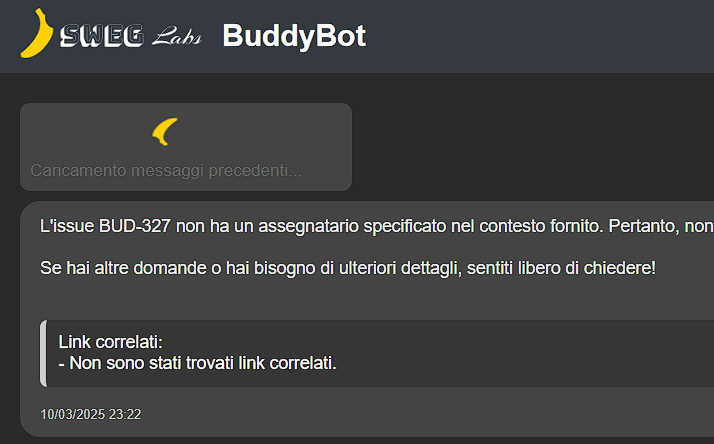 SWEG Labs BuddyBot
Caricamento messaggi precedenti...
L'issue BUD-327 non ha un assegnatario specificato nel contesto fornito. Pertanto, non
Se hai altre domande o hai bisogno di ulteriori dettagli, sentiti libero di chiedere!
Link correlati:
- Non sono stati trovati link correlati.
10/03/2025 23:22